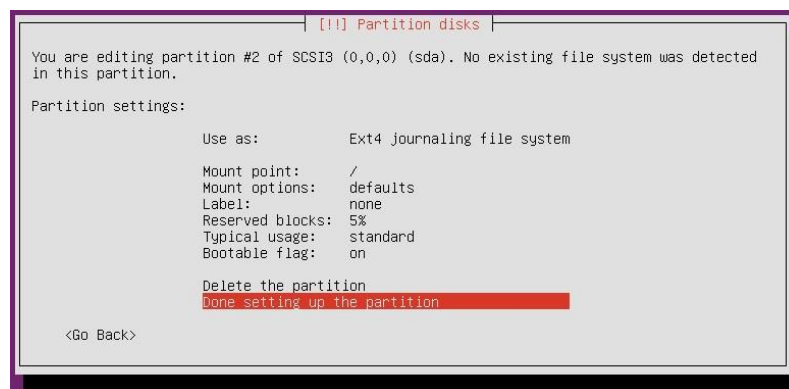 [!!] Partition disks
You are editing partition #2 of SCSI3 (0,0,0) (sda). No existing file system was detected
in this partition.
Partition settings:
Use as: Ext4 journaling file system
Mount point: /
Mount options: defaults
Label: none
Reserved blocks: 5%
Typical usage: standard
Bootable flag: on
Delete the partition
Done setting up the partition
<Go Back>